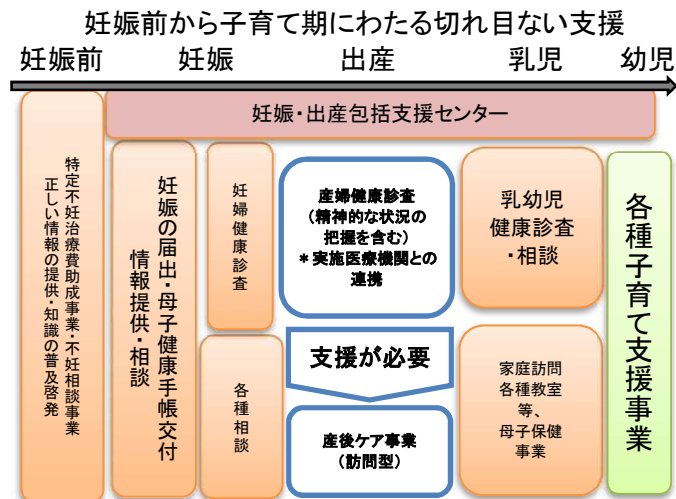 妊娠前から子育て期にわたる切れ目ない支援
妊娠前
妊娠
出産
乳児
幼児
妊娠・出産包括支援センター
特定不妊治療費助成事業・不妊相談事業
正しい情報の提供・知識の普及啓発
妊娠の届出・母子健康手帳交付
情報提供・相談
妊婦健康診査
各種相談
産婦健康診査
(精神的な状況の
把握を含む)
*実施医療機関との
連携
支援が必要
産後ケア事業
(訪問型)
乳幼児
健康診査
・相談
家庭訪問
各種教室
等、
母子保健
事業
各種子育て支援事業